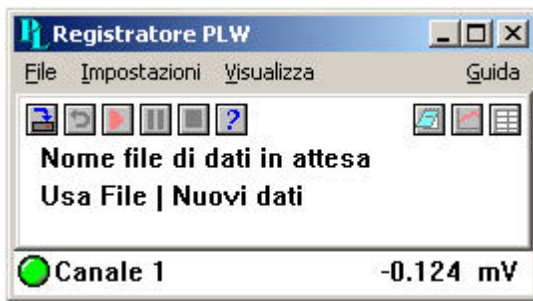 Registratore PLW
File Impostazioni Visualizza Guida
Nome file di dati in attesa
Usa File | Nuovi dati
Canale 1 -0.124 mV